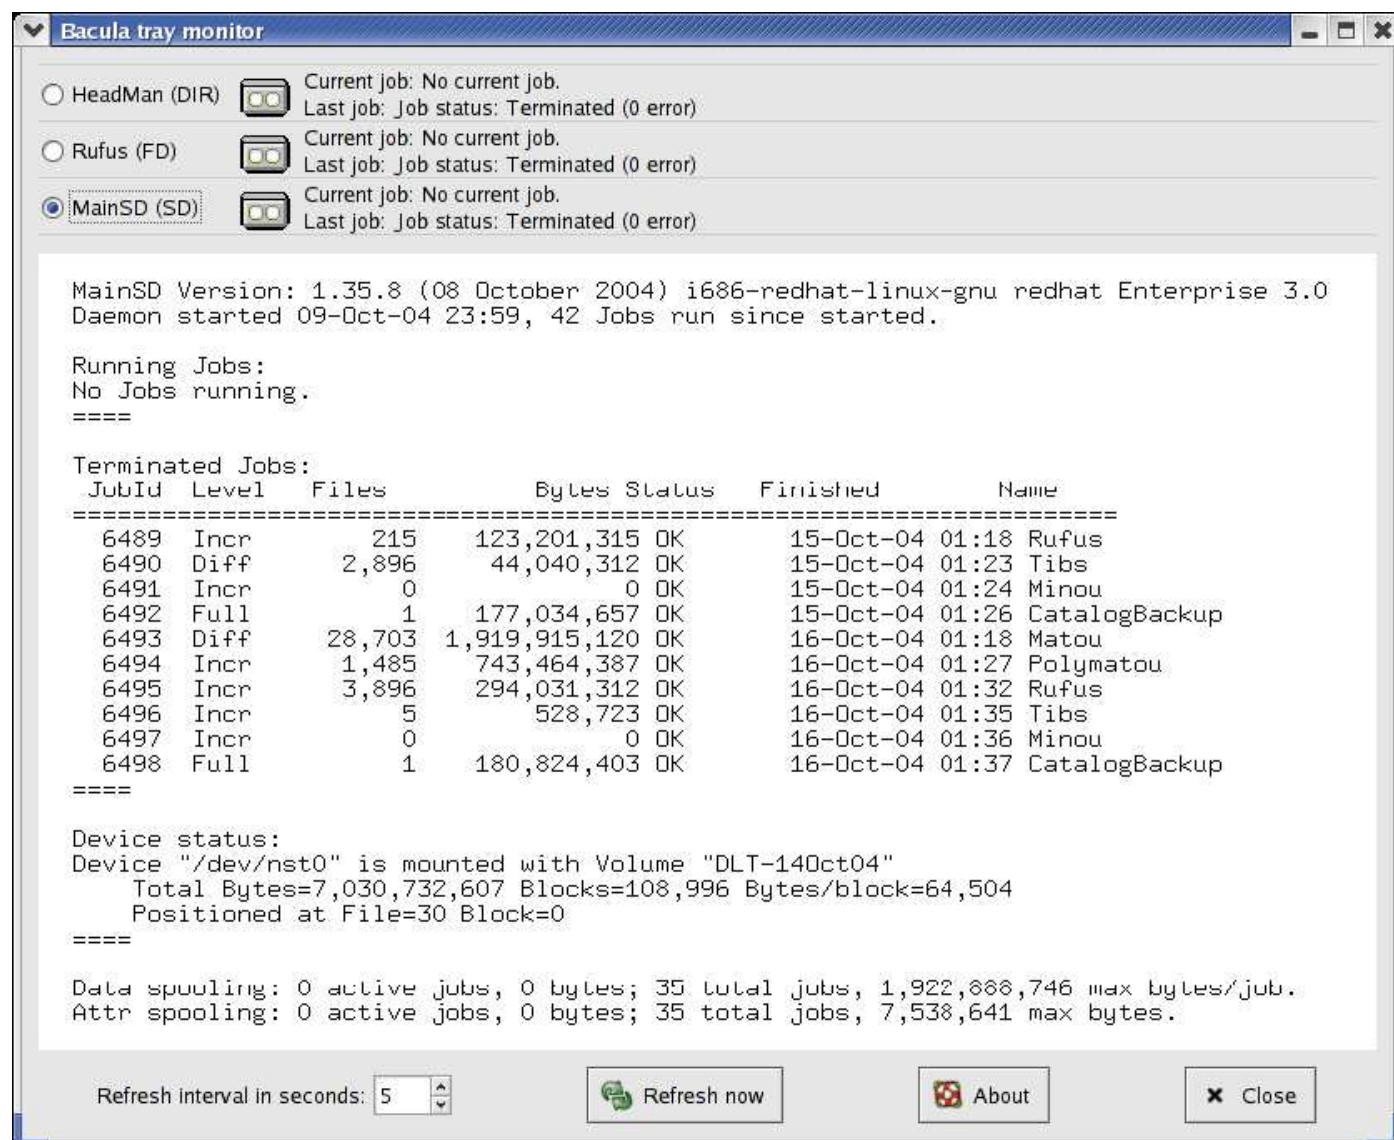 Bacula tray monitor
HeadMan (DIR)
Current job: No current job.
Last job: Job status: Terminated (0 error)
Rufus (FD)
Current job: No current job.
Last job: Job status: Terminated (0 error)
MainSD (SD)
Current job: No current job.
Last job: Job status: Terminated (0 error)
MainSD Version: 1.35.8 (08 October 2004) i686-redhat-linux-gnu redhat Enterprise 3.0
Daemon started 09-Oct-04 23:59, 42 Jobs run since started.
Running Jobs:
No Jobs running.
====
Terminated Jobs:
JobId Level Files Bytes Status Finished Name
======================================================================
6489 Incr 215 123,201,315 OK 15-Oct-04 01:18 Rufus
6490 Diff 2,896 44,040,312 OK 15-Oct-04 01:23 Tibs
6491 Incr 0 0 OK 15-Oct-04 01:24 Minou
6492 Full 1 177,034,657 OK 15-Oct-04 01:26 CatalogBackup
6493 Diff 28,703 1,919,915,120 OK 16-Oct-04 01:18 Matou
6494 Incr 1,485 743,464,387 OK 16-Oct-04 01:27 Polymatou
6495 Incr 3,896 294,031,312 OK 16-Oct-04 01:32 Rufus
6496 Incr 5 528,723 OK 16-Oct-04 01:35 Tibs
6497 Incr 0 0 OK 16-Oct-04 01:36 Minou
6498 Full 1 180,824,403 OK 16-Oct-04 01:37 CatalogBackup
====
Device status:
Device "/dev/nst0" is mounted with Volume "DLT-14Oct04"
Total Bytes=7,030,732,607 Blocks=108,996 Bytes/block=64,504
Positioned at File=30 Block=0
====
Data spooling: 0 active jobs, 0 bytes; 35 total jobs, 1,922,888,746 max bytes/job.
Attr spooling: 0 active jobs, 0 bytes; 35 total jobs, 7,538,641 max bytes.
Refresh interval in seconds: 5
Refresh now
About
Close